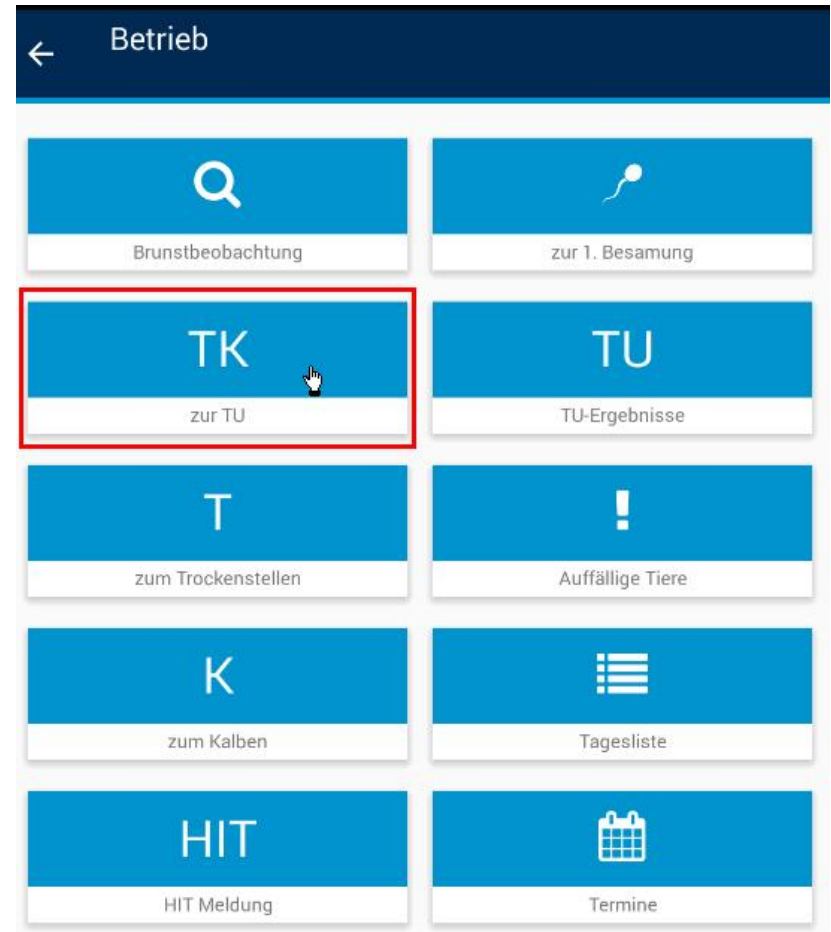 Betrieb
Brunstbeobachtung
zur 1. Besamung
TK
zur TU
TU
TU-Ergebnisse
T
zum Trockenstellen
!
Auffällige Tiere
K
zum Kalben
Tagesliste
HIT
HIT Meldung
Termine